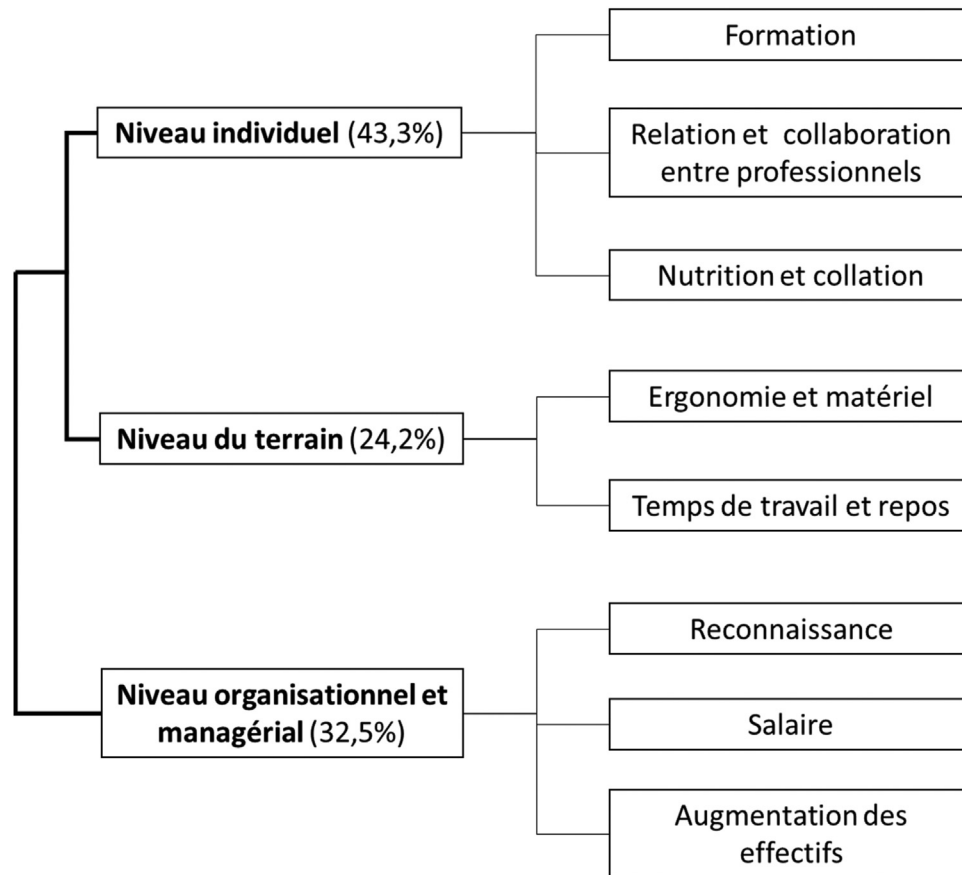 Niveau individuel (43,3%)
Formation
Relation et collaboration
entre professionnels
Nutrition et collation
Niveau du terrain (24,2%)
Ergonomie et matériel
Temps de travail et repos
Niveau organisationnel et
managérial (32,5%)
Reconnaissance
Salaire
Augmentation des
effectifs